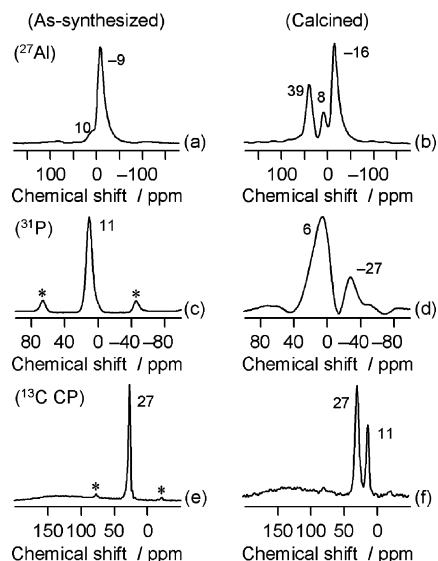 (As-synthesized) (Calcined)
(²⁷Al) –9 10 (a)
–16 39 8 (b)
100 0 –100 100 0 –100
Chemical shift / ppm Chemical shift / ppm
(³¹P) 11 * * (c)
6 –27 (d)
80 40 0 –40 –80 80 40 0 –40 –80
Chemical shift / ppm Chemical shift / ppm
(¹³C CP) 27 * * (e)
27 11 (f)
150 100 50 0 150 100 50 0
Chemical shift / ppm Chemical shift / ppm